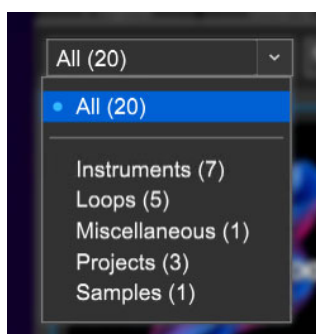 All (20)
All (20)
Instruments (7)
Loops (5)
Miscellaneous (1)
Projects (3)
Samples (1)